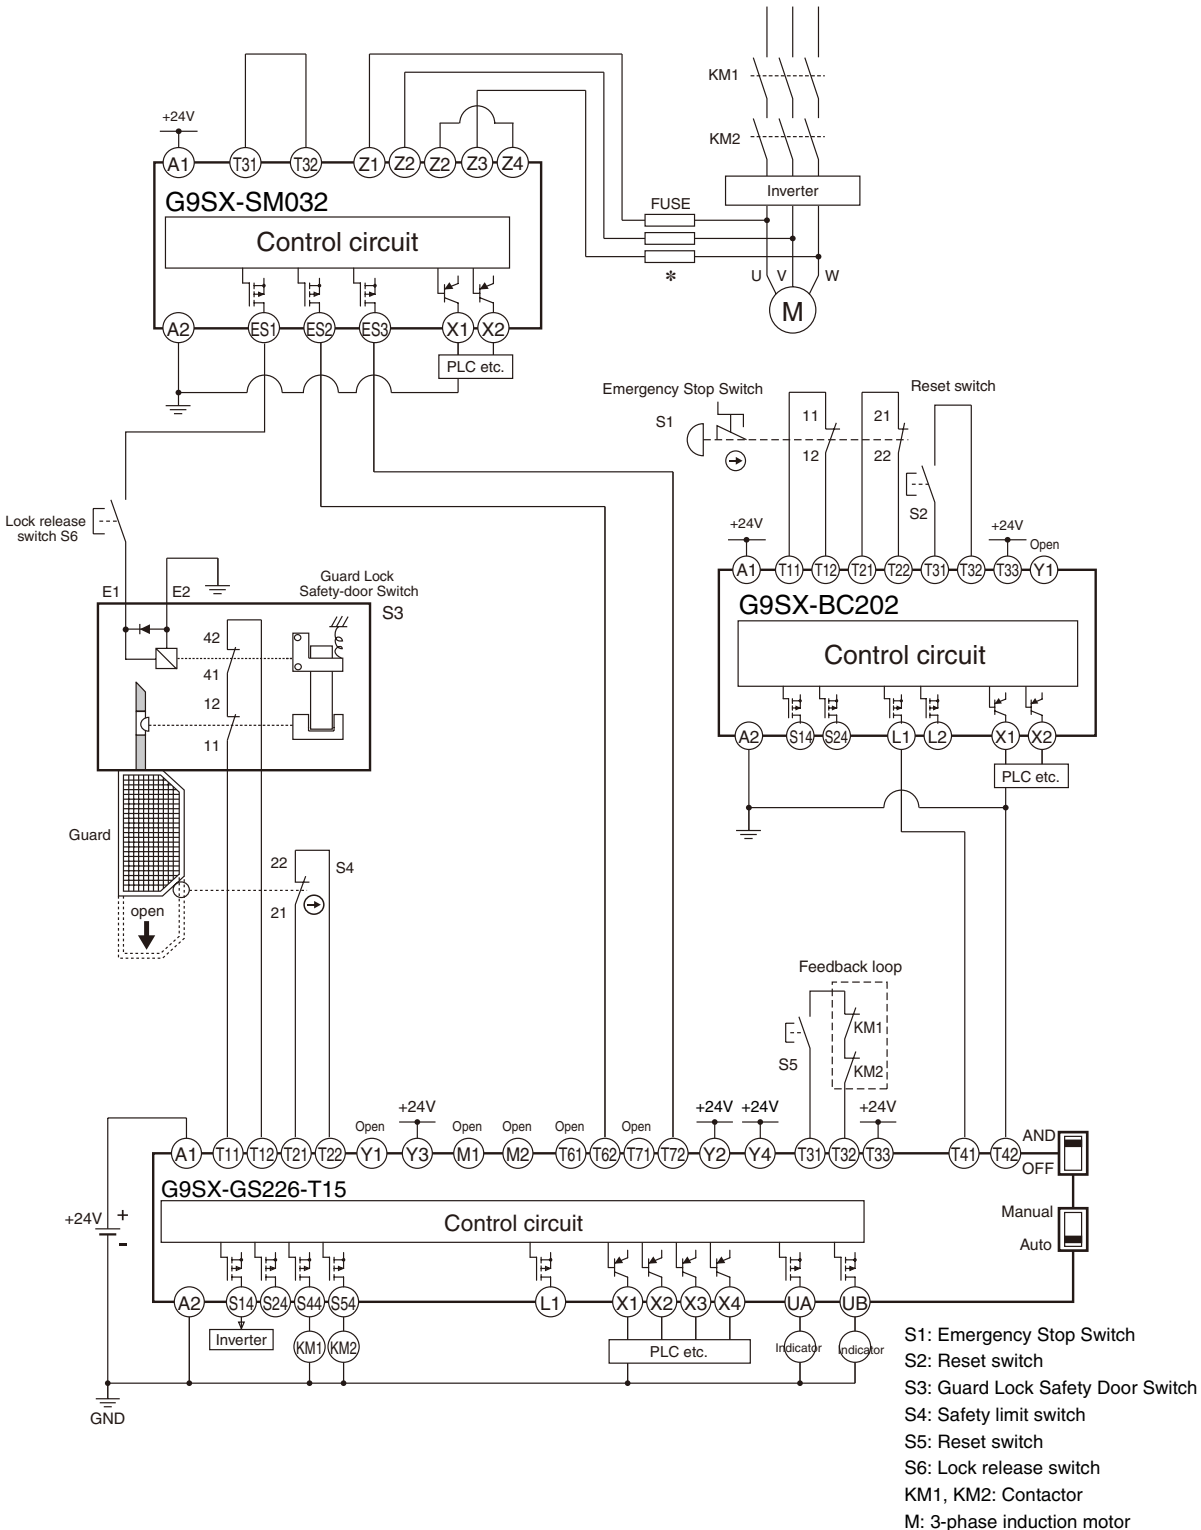 KM1
+24V
KM2
A1 T31 T32 Z1 Z2 Z2 Z3 Z4
Inverter
G9SX-SM032
FUSE
Control circuit
*
U V W
M
A2 ES1 ES2 ES3 X1 X2
PLC etc.
Emergency Stop Switch
Reset switch
S1
11
21
12
22
S2
Lock release
switch S6
+24V
+24V
Open
A1 T11 T12 T21 T22 T31 T32 T33 Y1
E1 E2
Guard Lock
Safety-door Switch
S3
G9SX-BC202
42
Control circuit
41
12
11
A2 S14 S24 L1 L2 X1 X2
PLC etc.
Guard
22
S4
open
21
Feedback loop
KM1
S5
KM2
Open +24V Open Open Open Open +24V +24V +24V
A1 T11 T12 T21 T22 Y1 Y3 M1 M2 T61 T62 T71 T72 Y2 Y4 T31 T32 T33 T41 T42
AND
OFF
G9SX-GS226-T15
+24V
+
-
Control circuit
Manual
Auto
A2 S14 S24 S44 S54 L1 X1 X2 X3 X4 UA UB
Inverter KM1 KM2 PLC etc. Indicator Indicator
GND
S1: Emergency Stop Switch
S2: Reset switch
S3: Guard Lock Safety Door Switch
S4: Safety limit switch
S5: Reset switch
S6: Lock release switch
KM1, KM2: Contactor
M: 3-phase induction motor